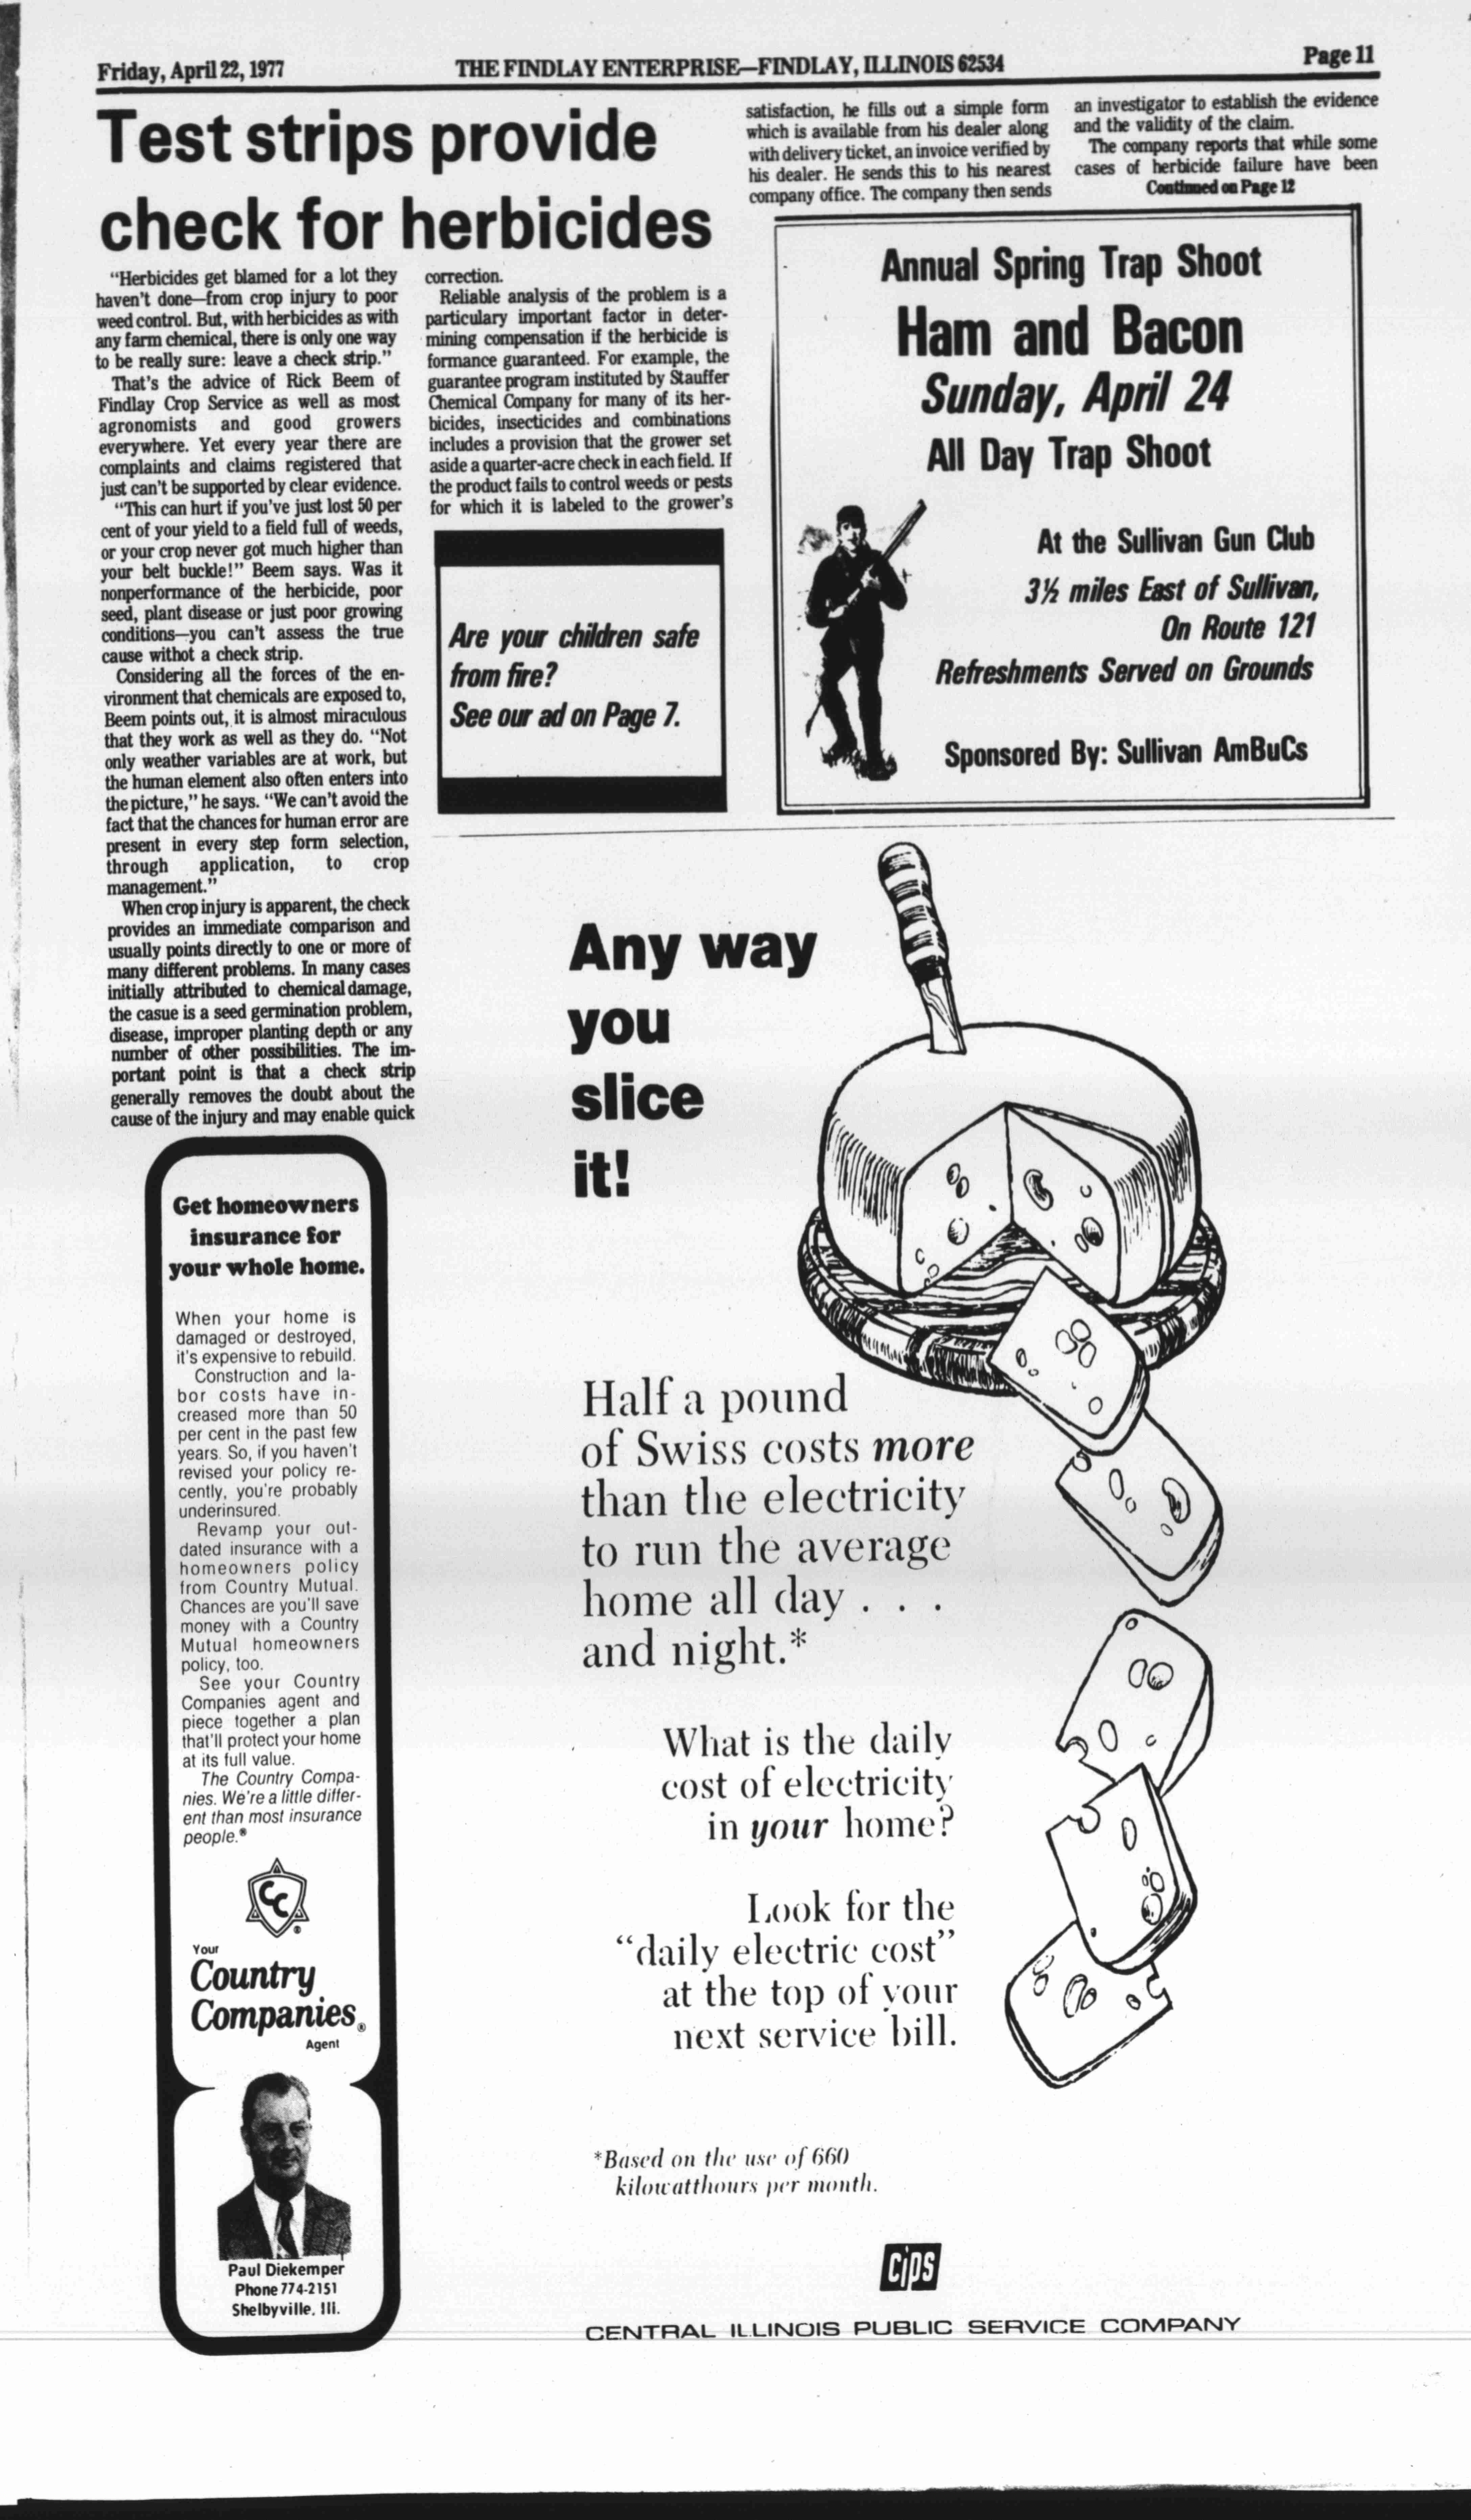 Friday, April 22, 1977
THE FINDLAY ENTERPRISE—FINDLAY, ILLINOIS 62534
Page 11
Test strips provide
check for herbicides
"Herbicides get blamed for a lot they
haven't done—from crop injury to poor
weed control. But, with herbicides as with
any farm chemical, there is only one way
to be really sure: leave a check strip."
That's the advice of Rick Beem of
Findlay Crop Service as well as most
agronomists and good growers
everywhere. Yet every year there are
complaints and claims registered that
just can't be supported by clear evidence.
"This can hurt if you've just lost 50 per
cent of your yield to a field full of weeds,
or your crop never got much higher than
your belt buckle!" Beem says. Was it
nonperformance of the herbicide, poor
seed, plant disease or just poor growing
conditions—you can't assess the true
cause withot a check strip.
Considering all the forces of the en-
vironment that chemicals are exposed to,
Beem points out, it is almost miraculous
that they work as well as they do. "Not
only weather variables are at work, but
the human element also often enters into
the picture," he says. "We can't avoid the
fact that the chances for human error are
present in every step form selection,
through application, to crop
management."
When crop injury is apparent, the check
provides an immediate comparison and
usually points directly to one or more of
many different problems. In many cases
initially attributed to chemical damage,
the casue is a seed germination problem,
disease, improper planting depth or any
number of other possibilities. The im-
portant point is that a check strip
generally removes the doubt about the
cause of the injury and may enable quick
correction.
Reliable analysis of the problem is a
particulary important factor in deter-
mining compensation if the herbicide is
formance guaranteed. For example, the
guarantee program instituted by Stauffer
Chemical Company for many of its her-
bicides, insecticides and combinations
includes a provision that the grower set
aside a quarter-acre check in each field. If
the product fails to control weeds or pests
for which it is labeled to the grower's
satisfaction, he fills out a simple form
which is available from his dealer along
with delivery ticket, an invoice verified by
his dealer. He sends this to his nearest
company office. The company then sends
an investigator to establish the evidence
and the validity of the claim.
The company reports that while some
cases of herbicide failure have been
Continued on Page 12
Are your children safe
from fire?
See our ad on Page 7.
Annual Spring Trap Shoot
Ham and Bacon
Sunday, April 24
All Day Trap Shoot
At the Sullivan Gun Club
3½ miles East of Sullivan,
On Route 121
Refreshments Served on Grounds
Sponsored By: Sullivan AmBuCs
Get homeowners
insurance for
your whole home.
When your home is
damaged or destroyed,
it's expensive to rebuild.
Construction and la-
bor costs have in-
creased more than 50
per cent in the past few
years. So, if you haven't
revised your policy re-
cently, you're probably
underinsured.
Revamp your out-
dated insurance with a
homeowners policy
from Country Mutual.
Chances are you'll save
money with a Country
Mutual homeowners
policy, too.
See your Country
Companies agent and
piece together a plan
that'll protect your home
at its full value.
The Country Compa-
nies. We're a little differ-
ent than most insurance
people.®
CC®
Your
Country
Companies®
Agent
Paul Diekemper
Phone 774-2151
Shelbyville, Ill.
Any way
you
slice
it!
Half a pound
of Swiss costs more
than the electricity
to run the average
home all day . . .
and night.*
What is the daily
cost of electricity
in your home?
Look for the
"daily electric cost"
at the top of your
next service bill.
*Based on the use of 660
kilowatthours per month.
cips
CENTRAL ILLINOIS PUBLIC SERVICE COMPANY